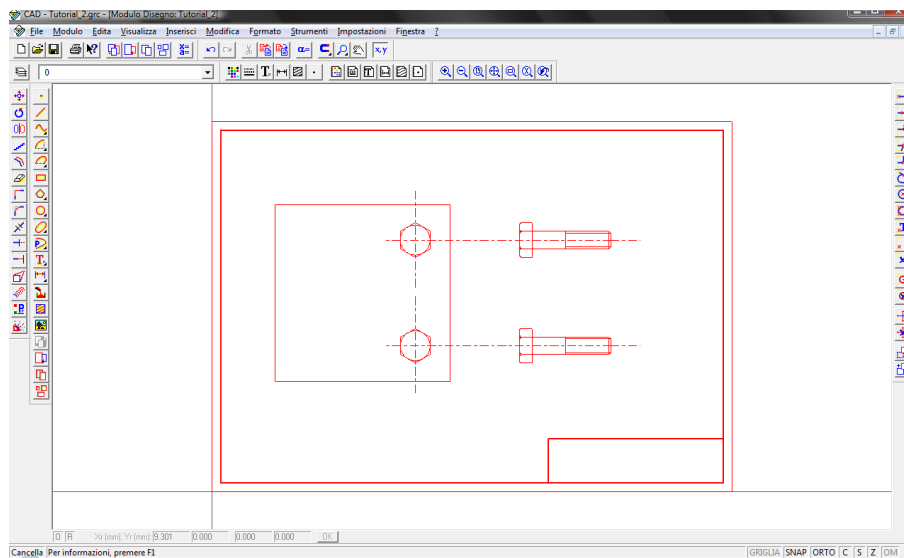 CAD - Tutorial_2.grc - [Modulo Disegno: Tutorial_2]
File Modulo Edita Visualizza Inserisci Modifica Formato Strumenti Impostazioni Finestra ?
α= x,y
0
T
P
T
.P
O R Xr (mm), Yr (mm): 9.301 0.000 0.000 0.000 OK
Cancella Per informazioni, premere F1 GRIGLIA SNAP ORTO C S Z OM